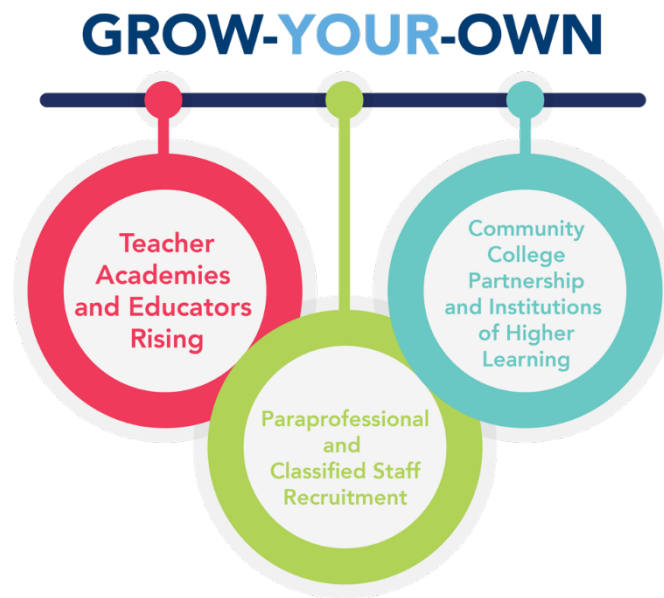 GROW-YOUR-OWN
Teacher
Academies
and Educators
Rising
Paraprofessional
and
Classified Staff
Recruitment
Community
College
Partnership
and Institutions
of Higher
Learning